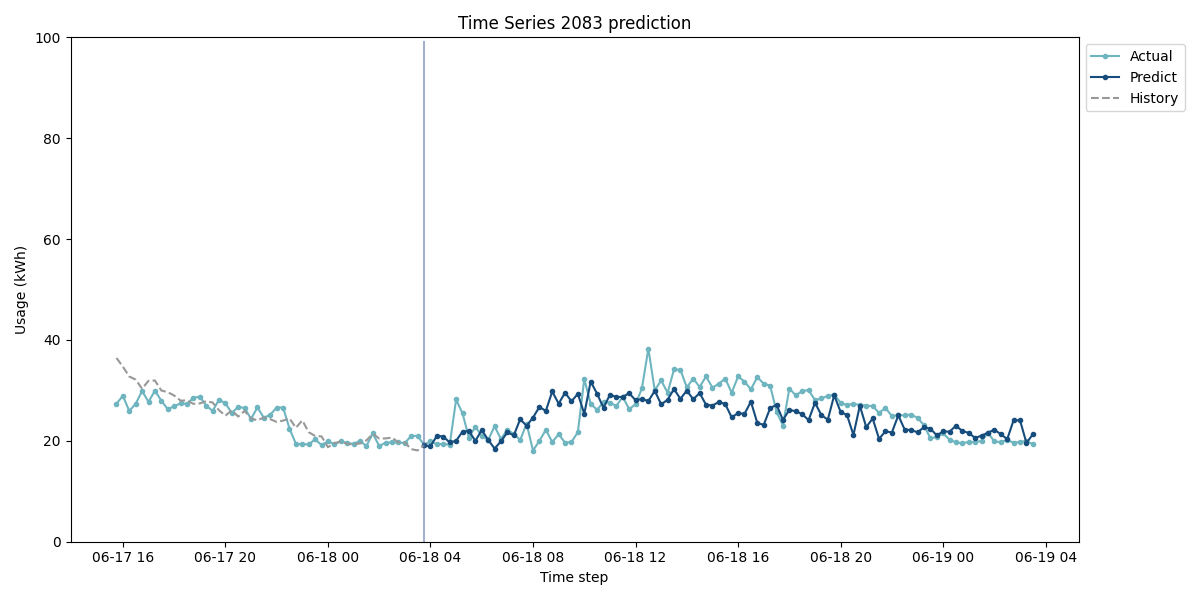 Time Series 2083 prediction
100
80
60
40
20
0
Usage (kWh)
06-17 16
06-17 20
06-18 00
06-18 04
06-18 08
06-18 12
06-18 16
06-18 20
06-19 00
06-19 04
Time step
Actual
Predict
History